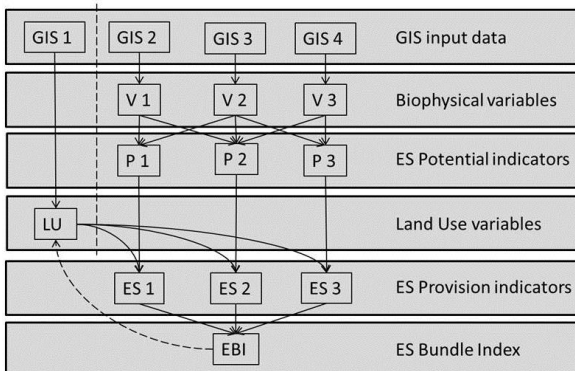 GIS 1 GIS 2 GIS 3 GIS 4 GIS input data
V 1 V 2 V 3 Biophysical variables
P 1 P 2 P 3 ES Potential indicators
LU Land Use variables
ES 1 ES 2 ES 3 ES Provision indicators
EBI ES Bundle Index